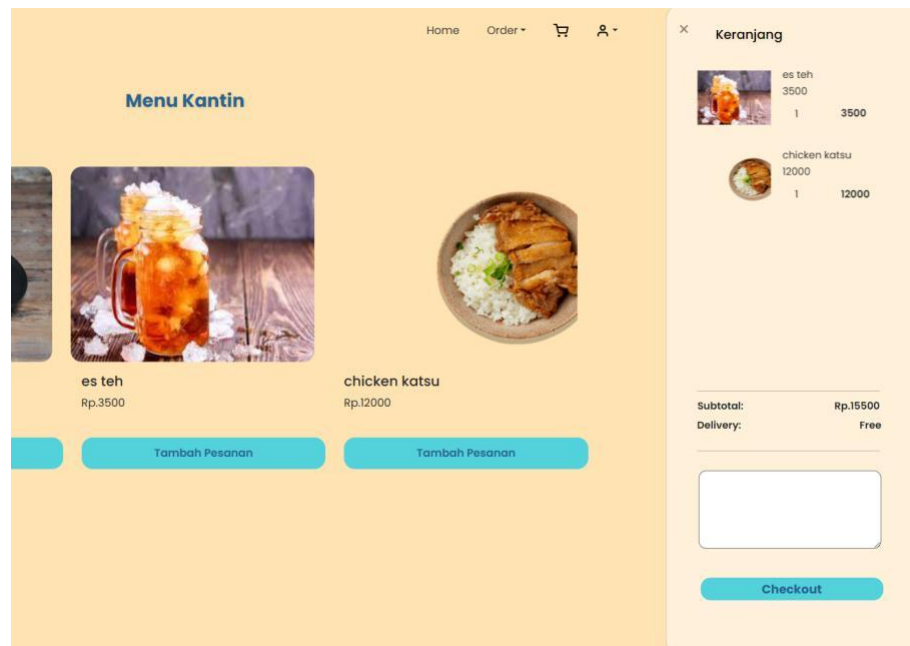 Home Order
Menu Kantin
es teh
Rp.3500
Tambah Pesanan
chicken katsu
Rp.12000
Tambah Pesanan
× Keranjang
es teh
3500
1 3500
chicken katsu
12000
1 12000
Subtotal: Rp.15500
Delivery: Free
Checkout